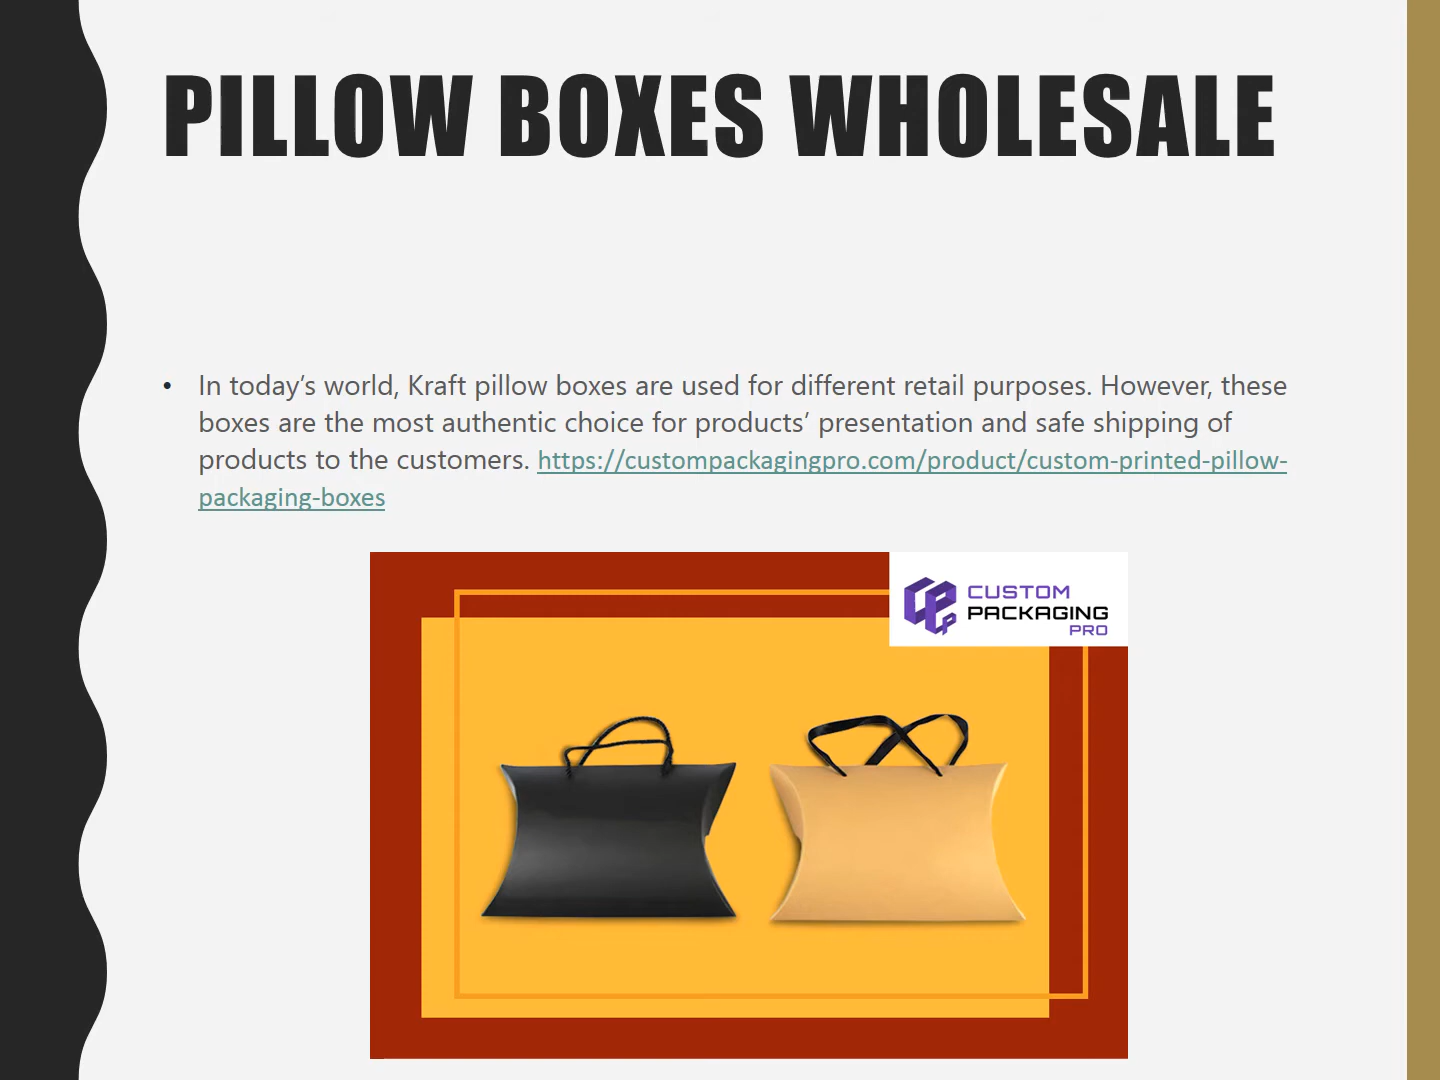 PILLOW BOXES WHOLESALE
• In today’s world, Kraft pillow boxes are used for different retail purposes. However, these
boxes are the most authentic choice for products’ presentation and safe shipping of
products to the customers. https://custompackagingpro.com/product/custom-printed-pillow-
packaging-boxes
CUSTOM
PACKAGING
PRO